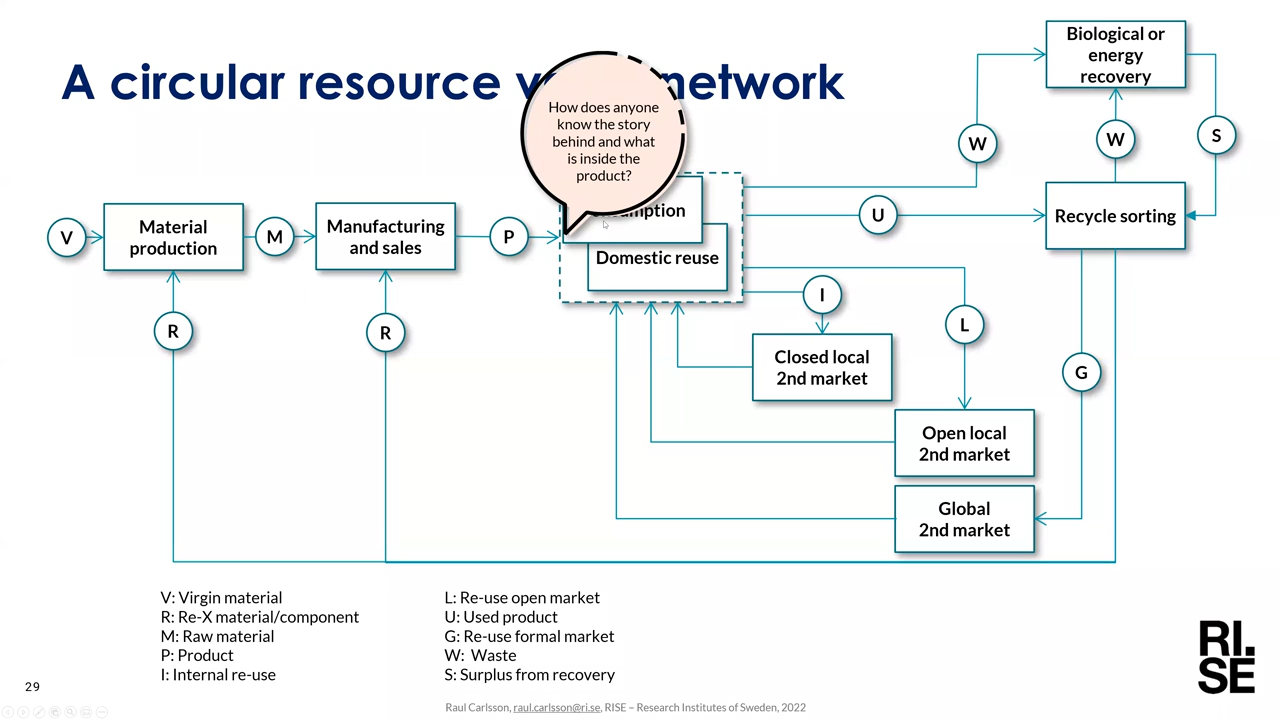 A circular resource v network
How does anyone
know the story
behind and what
is inside the
product?
Biological or
energy
recovery
W
W
S
V
Material
production
M
Manufacturing
and sales
P
umption
Domestic reuse
U
Recycle sorting
I
L
R
R
Closed local
2nd market
G
Open local
2nd market
Global
2nd market
V: Virgin material
R: Re-X material/component
M: Raw material
P: Product
I: Internal re-use
L: Re-use open market
U: Used product
G: Re-use formal market
W: Waste
S: Surplus from recovery
29
Raul Carlsson, raul.carlsson@ri.se, RISE – Research Institutes of Sweden, 2022
RI.
SE